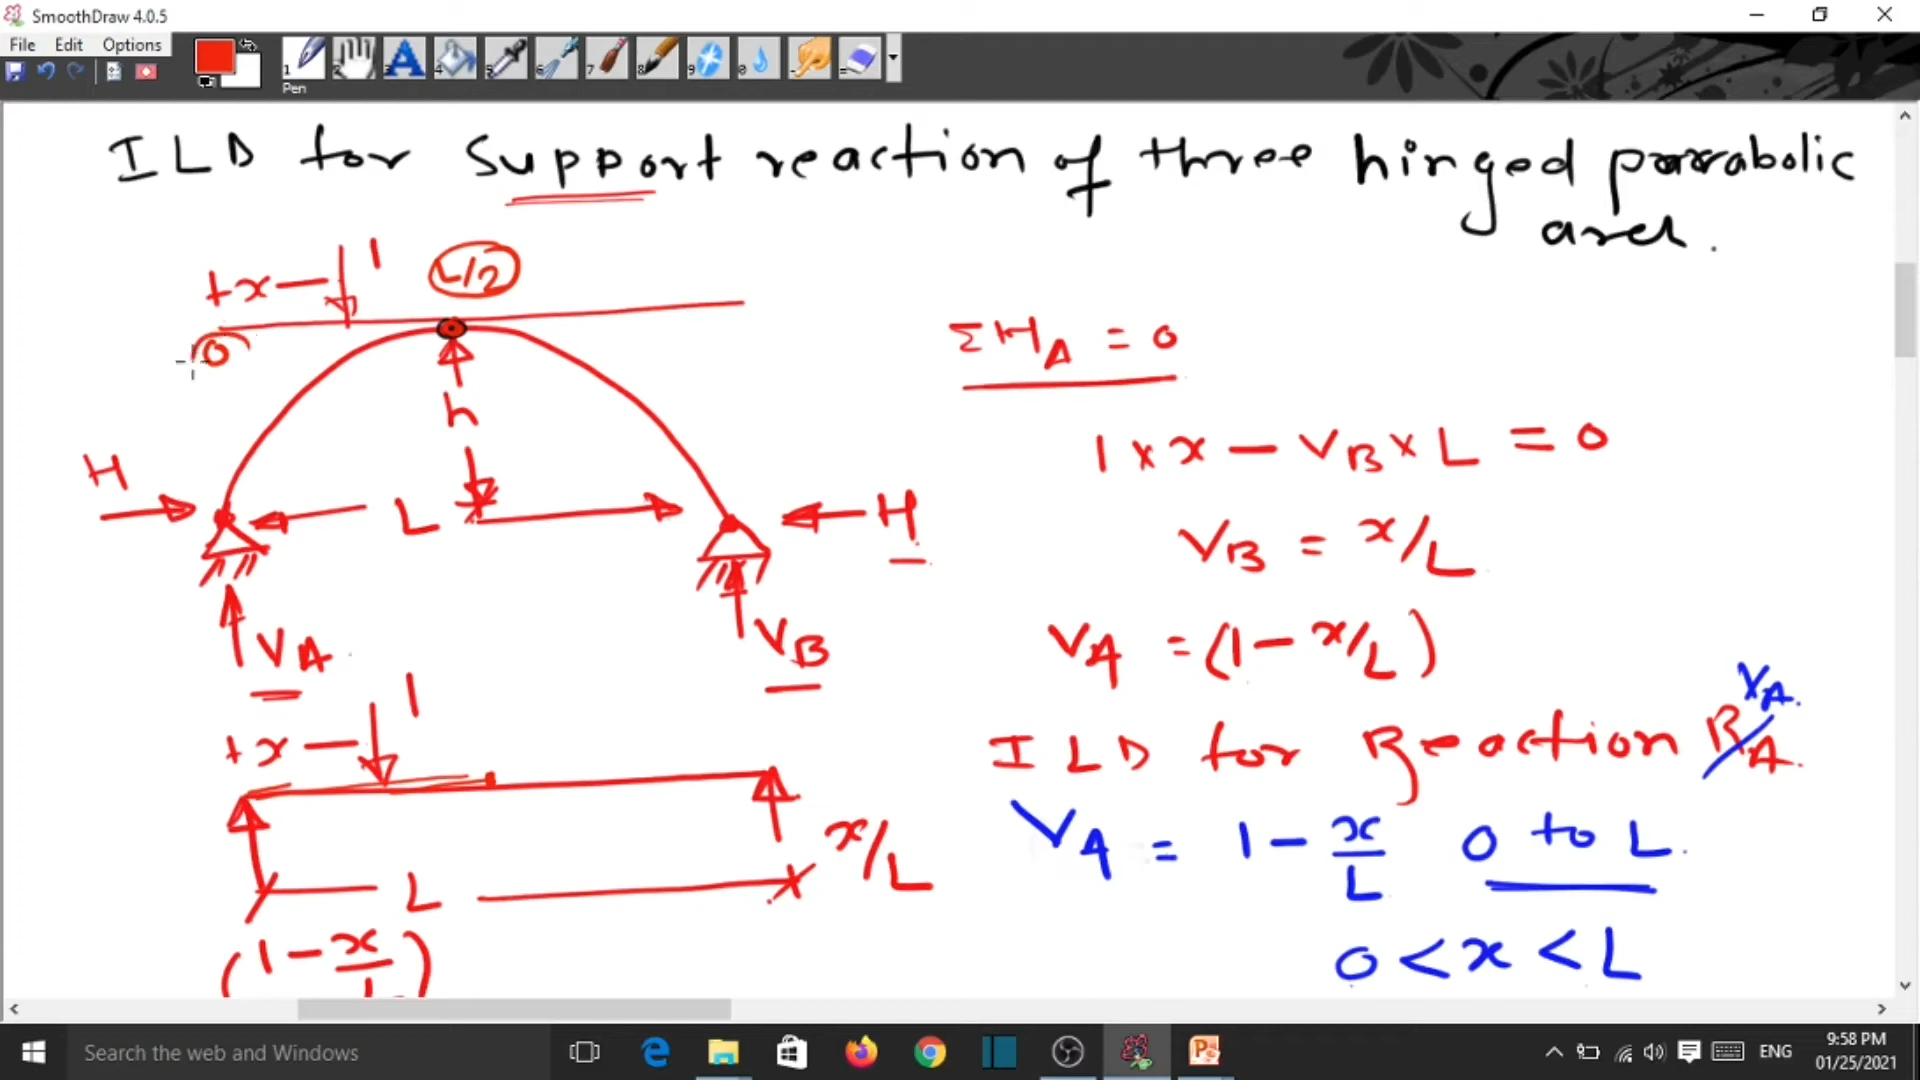 SmoothDraw 4.0.5
File Edit Options
Pen
ILD for Support reaction of three hinged parabolic
arch.
+x 1 L/2
0
ΣHA = 0
h
1 x x - VB x L = 0
H
L
H
VB = x/L
VA
VB
VA = (1 - x/L)
VA
+x 1
ILD for Reaction RA.
VA = 1 - x/L 0 to L.
x/L
L
(1 - x/L)
0 < x < L
Search the web and Windows
ENG
9:58 PM
01/25/2021